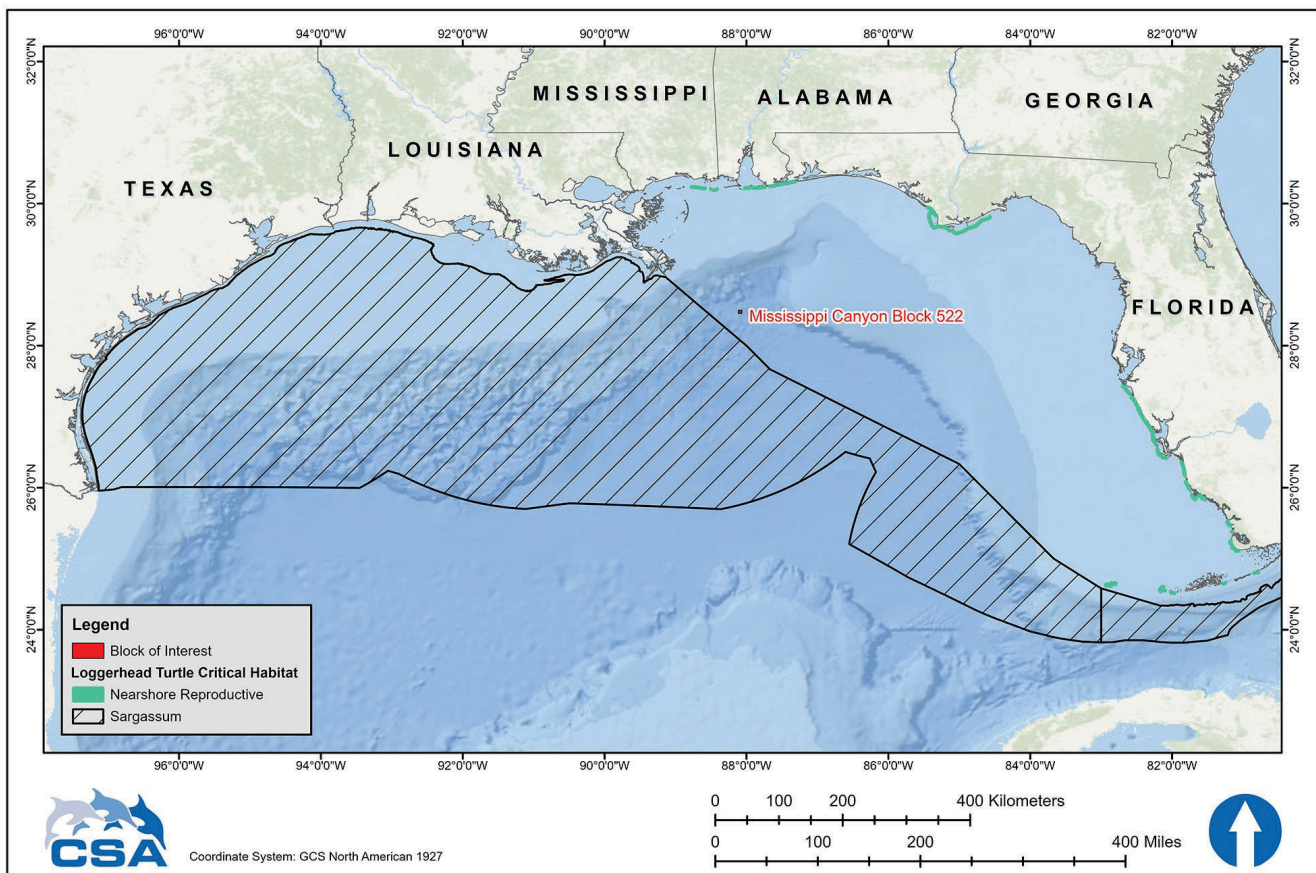 96°0'0"W 94°0'0"W 92°0'0"W 90°0'0"W 88°0'0"W 86°0'0"W 84°0'0"W 82°0'0"W
32°0'0"N 32°0'0"N
MISSISSIPPI ALABAMA GEORGIA
LOUISIANA
TEXAS
30°0'0"N 30°0'0"N
FLORIDA
Mississippi Canyon Block 522
28°0'0"N 28°0'0"N
26°0'0"N 26°0'0"N
24°0'0"N 24°0'0"N
Legend
Block of Interest
Loggerhead Turtle Critical Habitat
Nearshore Reproductive
Sargassum
96°0'0"W 94°0'0"W 92°0'0"W 90°0'0"W 88°0'0"W 86°0'0"W 84°0'0"W 82°0'0"W
0 100 200 400 Kilometers
0 100 200 400 Miles
CSA
Coordinate System: GCS North American 1927